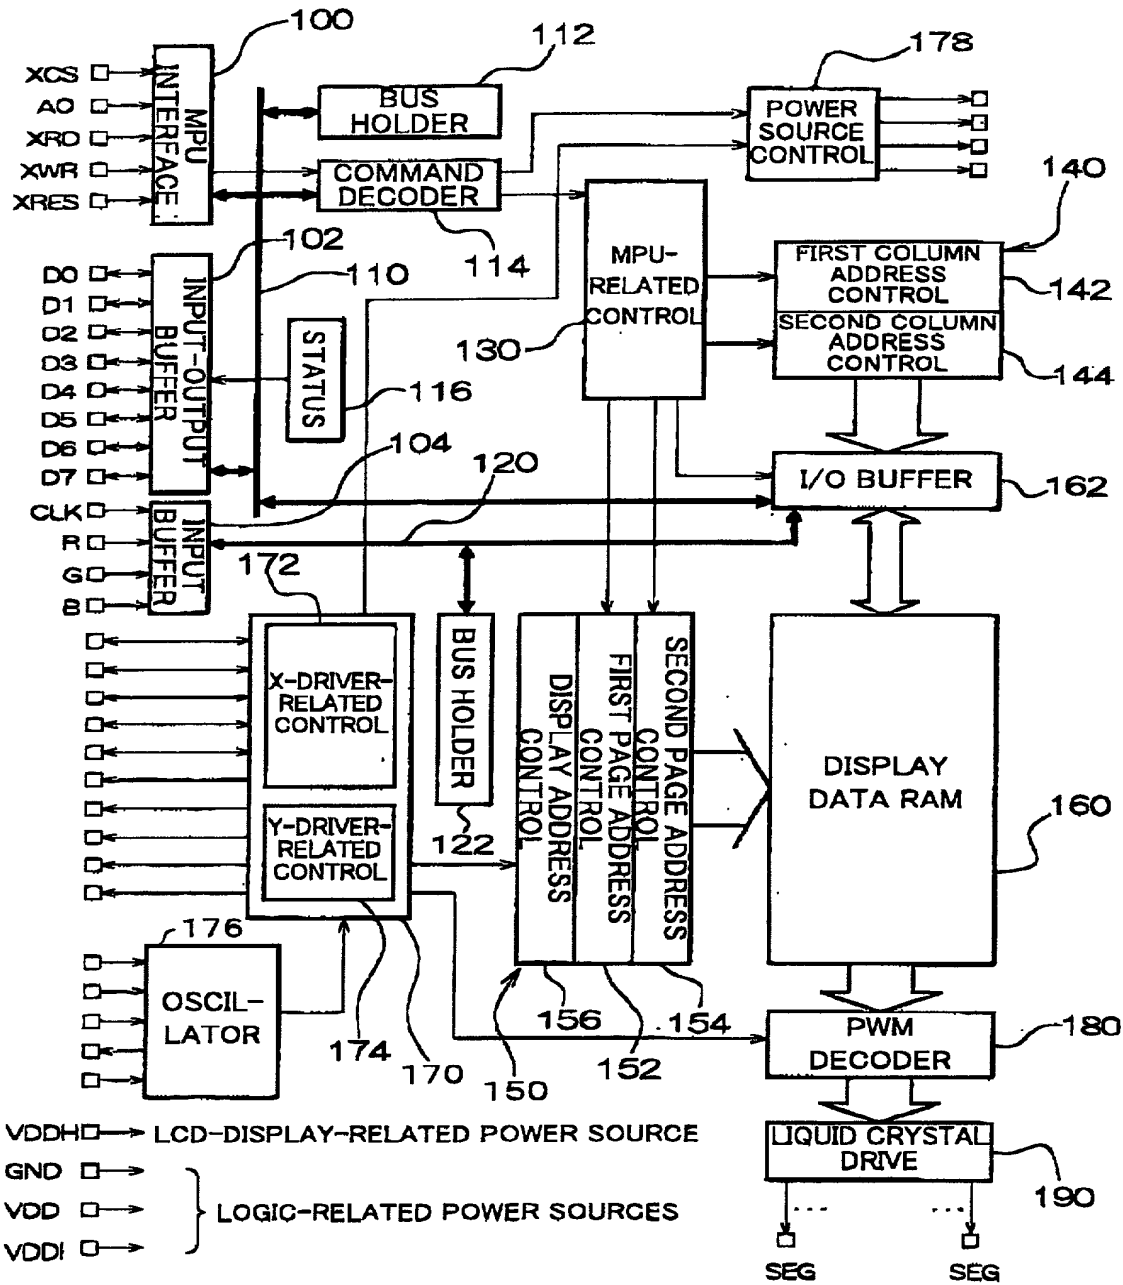 100
112
178
XCS
A0
XRD
XWR
XRES
MPU
INTERFACE
BUS
HOLDER
POWER
SOURCE
CONTROL
COMMAND
DECODER
114
140
102
110
D0
D1
D2
D3
D4
D5
D6
D7
INPUT-OUTPUT
BUFFER
STATUS
116
MPU-
RELATED
CONTROL
130
FIRST COLUMN
ADDRESS
CONTROL
142
SECOND COLUMN
ADDRESS
CONTROL
144
104
120
I/O BUFFER
162
CLK
R
G
B
INPUT
BUFFER
172
X-DRIVER-
RELATED
CONTROL
Y-DRIVER-
RELATED
CONTROL
BUS HOLDER
122
DISPLAY ADDRESS
CONTROL
FIRST PAGE ADDRESS
CONTROL
SECOND PAGE ADDRESS
CONTROL
DISPLAY
DATA RAM
160
176
OSCIL-
LATOR
174
170
150
156
152
154
PWM
DECODER
180
VDDH
LCD-DISPLAY-RELATED POWER SOURCE
LIQUID CRYSTAL
DRIVE
190
GND
VDD
VDDI
LOGIC-RELATED POWER SOURCES
SEG
SEG